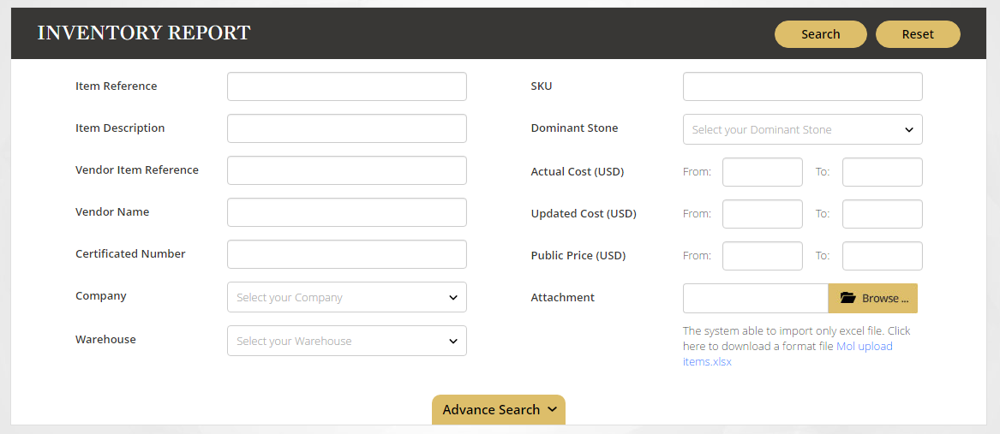 INVENTORY REPORT
Search
Reset
Item Reference
SKU
Item Description
Dominant Stone
Select your Dominant Stone
Vendor Item Reference
Actual Cost (USD)
From:
To:
Vendor Name
Updated Cost (USD)
From:
To:
Certificated Number
Public Price (USD)
From:
To:
Company
Select your Company
Attachment
Browse ...
Warehouse
Select your Warehouse
The system able to import only excel file. Click
here to download a format file Mol upload
items.xlsx
Advance Search